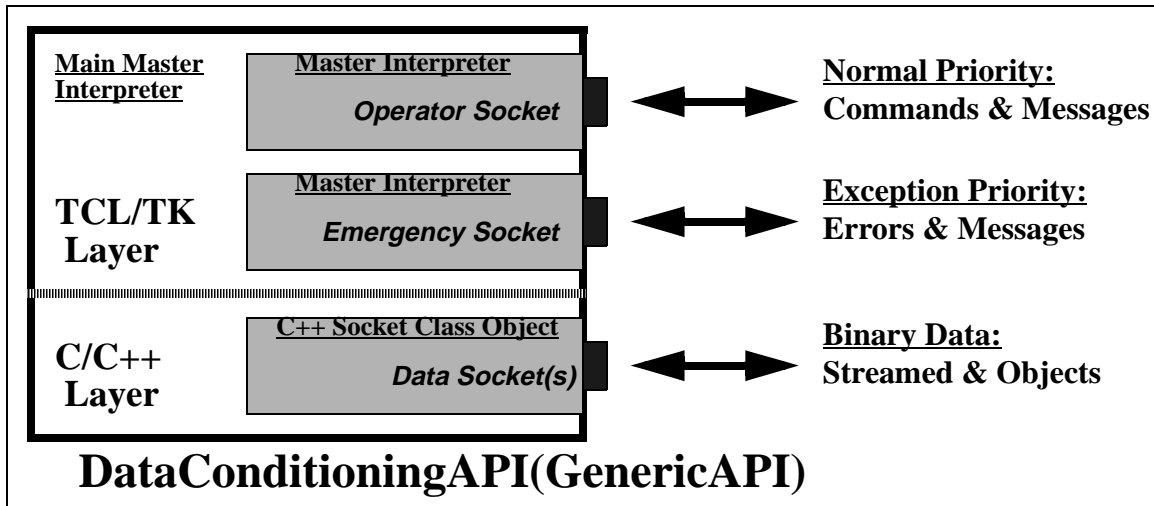 Main Master
Interpreter
Master Interpreter
Operator Socket
Normal Priority:
Commands & Messages
TCL/TK
Layer
Master Interpreter
Emergency Socket
Exception Priority:
Errors & Messages
C/C++
Layer
C++ Socket Class Object
Data Socket(s)
Binary Data:
Streamed & Objects
DataConditioningAPI(GenericAPI)